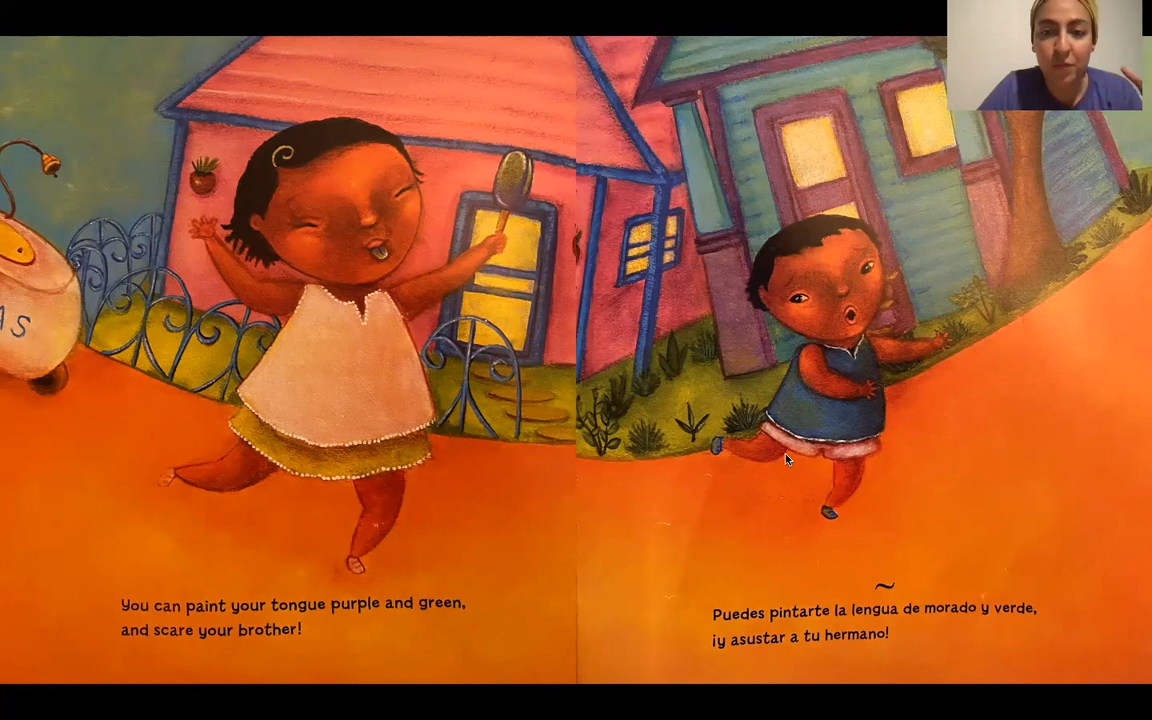 AS
You can paint your tongue purple and green,
and scare your brother!
~
Puedes pintarte la lengua de morado y verde,
¡y asustar a tu hermano!